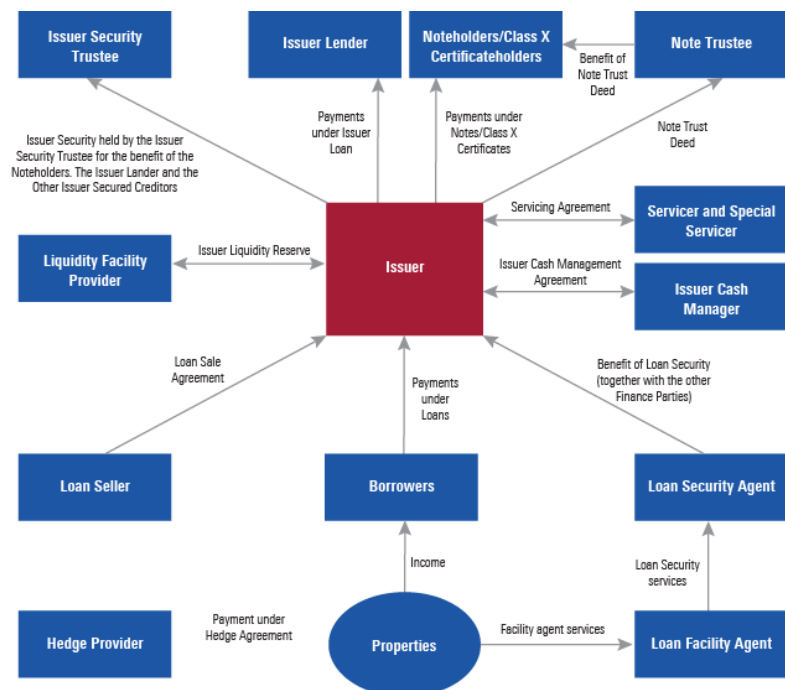 Issuer Security
Trustee
Issuer Lender
Noteholders/Class X
Certificateholders
Note Trustee
Benefit of
Note Trust
Deed
Payments
under Issuer
Loan
Payments under
Notes/Class X
Certificates
Note Trust
Deed
Issuer Security held by the Issuer
Security Trustee for the benefit of the
Noteholders. The Issuer Lander and the
Other Issuer Secured Creditors
Servicing Agreement
Servicer and Special
Servicer
Liquidity Facility
Provider
Issuer Liquidity Reserve
Issuer
Issuer Cash Management
Agreement
Issuer Cash
Manager
Loan Sale
Agreement
Payments
under
Loans
Benefit of Loan Security
(together with the other
Finance Parties)
Loan Seller
Borrowers
Loan Security Agent
Income
Loan Security
services
Hedge Provider
Payment under
Hedge Agreement
Properties
Facility agent services
Loan Facility Agent